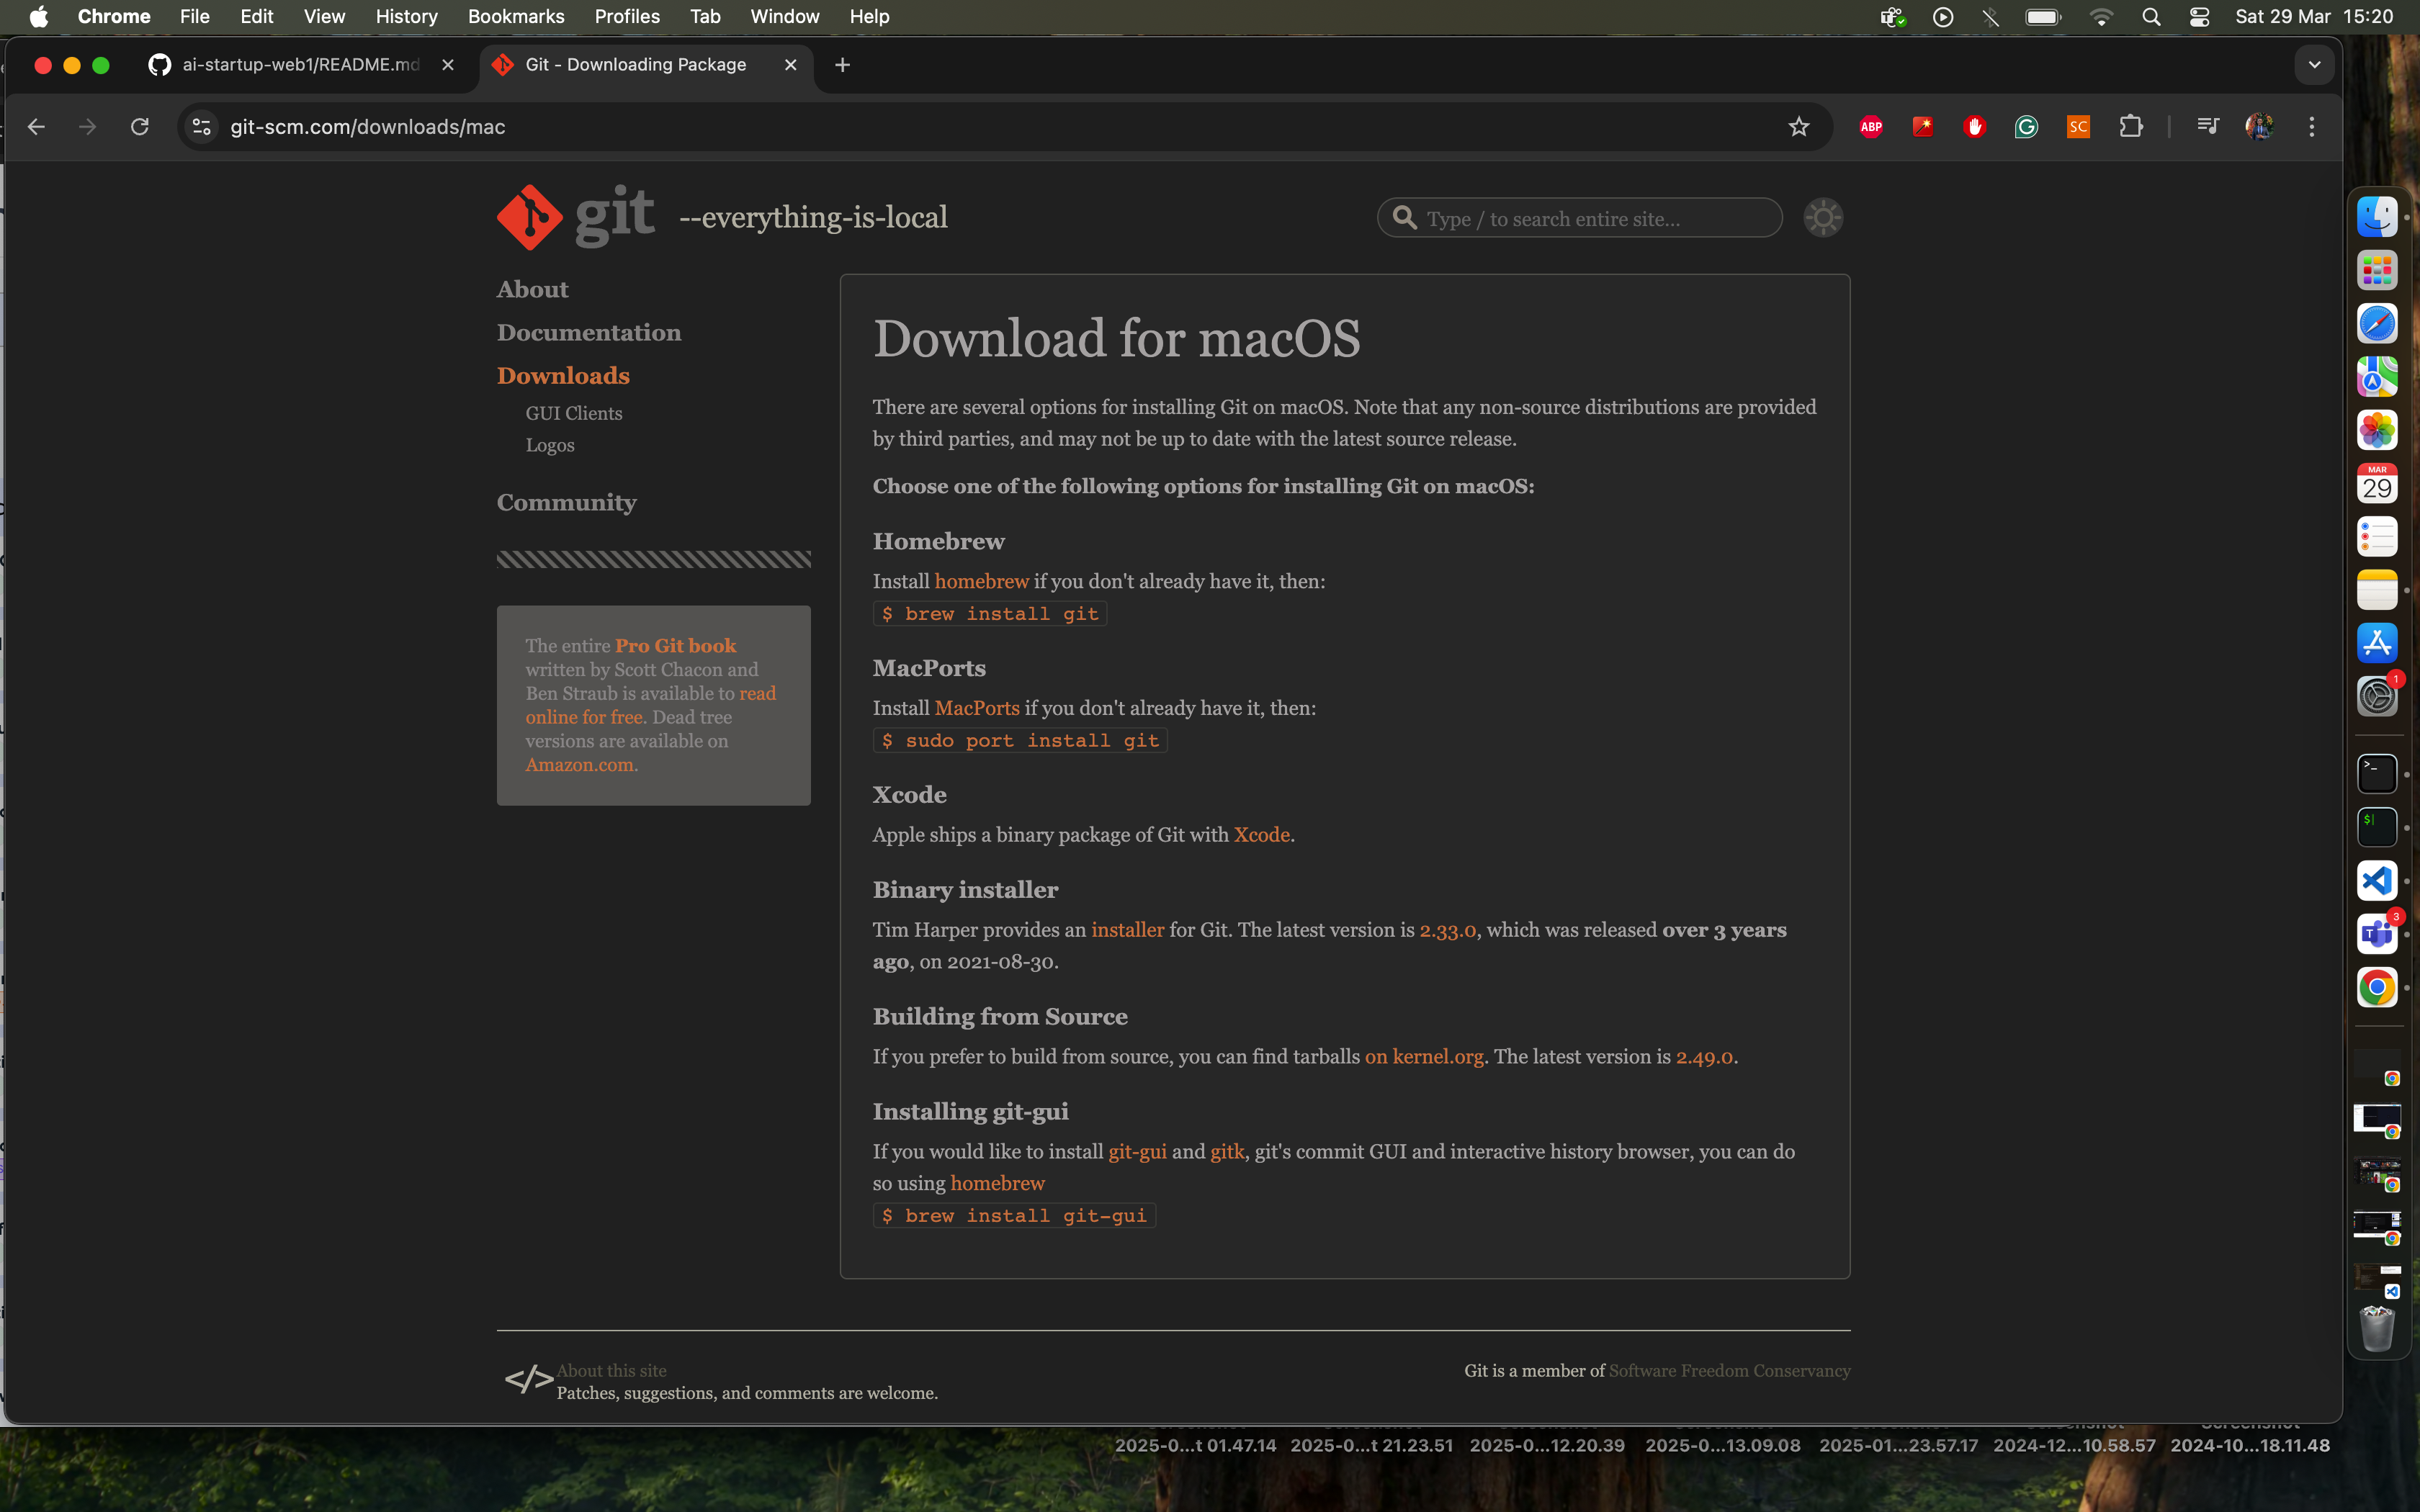 Chrome File Edit View History Bookmarks Profiles Tab Window Help
Sat 29 Mar 15:20
ai-startup-web1/README.md
Git - Downloading Package
git-scm.com/downloads/mac
ABP
SC
git --everything-is-local
Type / to search entire site...
About
Documentation
Downloads
GUI Clients
Logos
Community
The entire Pro Git book
written by Scott Chacon and
Ben Straub is available to read
online for free. Dead tree
versions are available on
Amazon.com.
Download for macOS
There are several options for installing Git on macOS. Note that any non-source distributions are provided
by third parties, and may not be up to date with the latest source release.
Choose one of the following options for installing Git on macOS:
Homebrew
Install homebrew if you don't already have it, then:
$ brew install git
MacPorts
Install MacPorts if you don't already have it, then:
$ sudo port install git
Xcode
Apple ships a binary package of Git with Xcode.
Binary installer
Tim Harper provides an installer for Git. The latest version is 2.33.0, which was released over 3 years
ago, on 2021-08-30.
Building from Source
If you prefer to build from source, you can find tarballs on kernel.org. The latest version is 2.49.0.
Installing git-gui
If you would like to install git-gui and gitk, git's commit GUI and interactive history browser, you can do
so using homebrew
$ brew install git-gui
About this site
Patches, suggestions, and comments are welcome.
Git is a member of Software Freedom Conservancy
MAR
29
1
3
2025-0...t 01.47.14 2025-0...t 21.23.51 2025-0...12.20.39 2025-0...13.09.08 2025-01...23.57.17 2024-12...10.58.57 2024-10...18.11.48